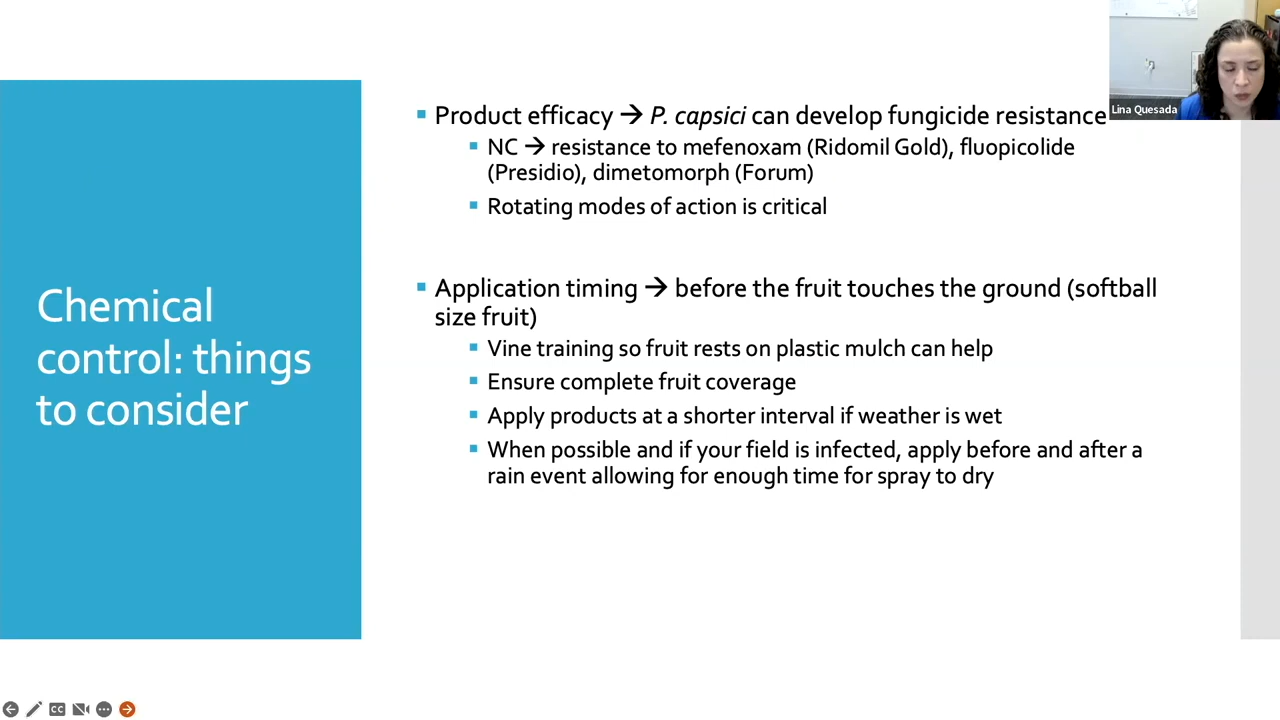 Lina Quesada
Chemical
control: things
to consider
▪ Product efficacy → P. capsici can develop fungicide resistance
▪ NC → resistance to mefenoxam (Ridomil Gold), fluopicolide
(Presidio), dimetomorph (Forum)
▪ Rotating modes of action is critical
▪ Application timing → before the fruit touches the ground (softball
size fruit)
▪ Vine training so fruit rests on plastic mulch can help
▪ Ensure complete fruit coverage
▪ Apply products at a shorter interval if weather is wet
▪ When possible and if your field is infected, apply before and after a
rain event allowing for enough time for spray to dry
CC